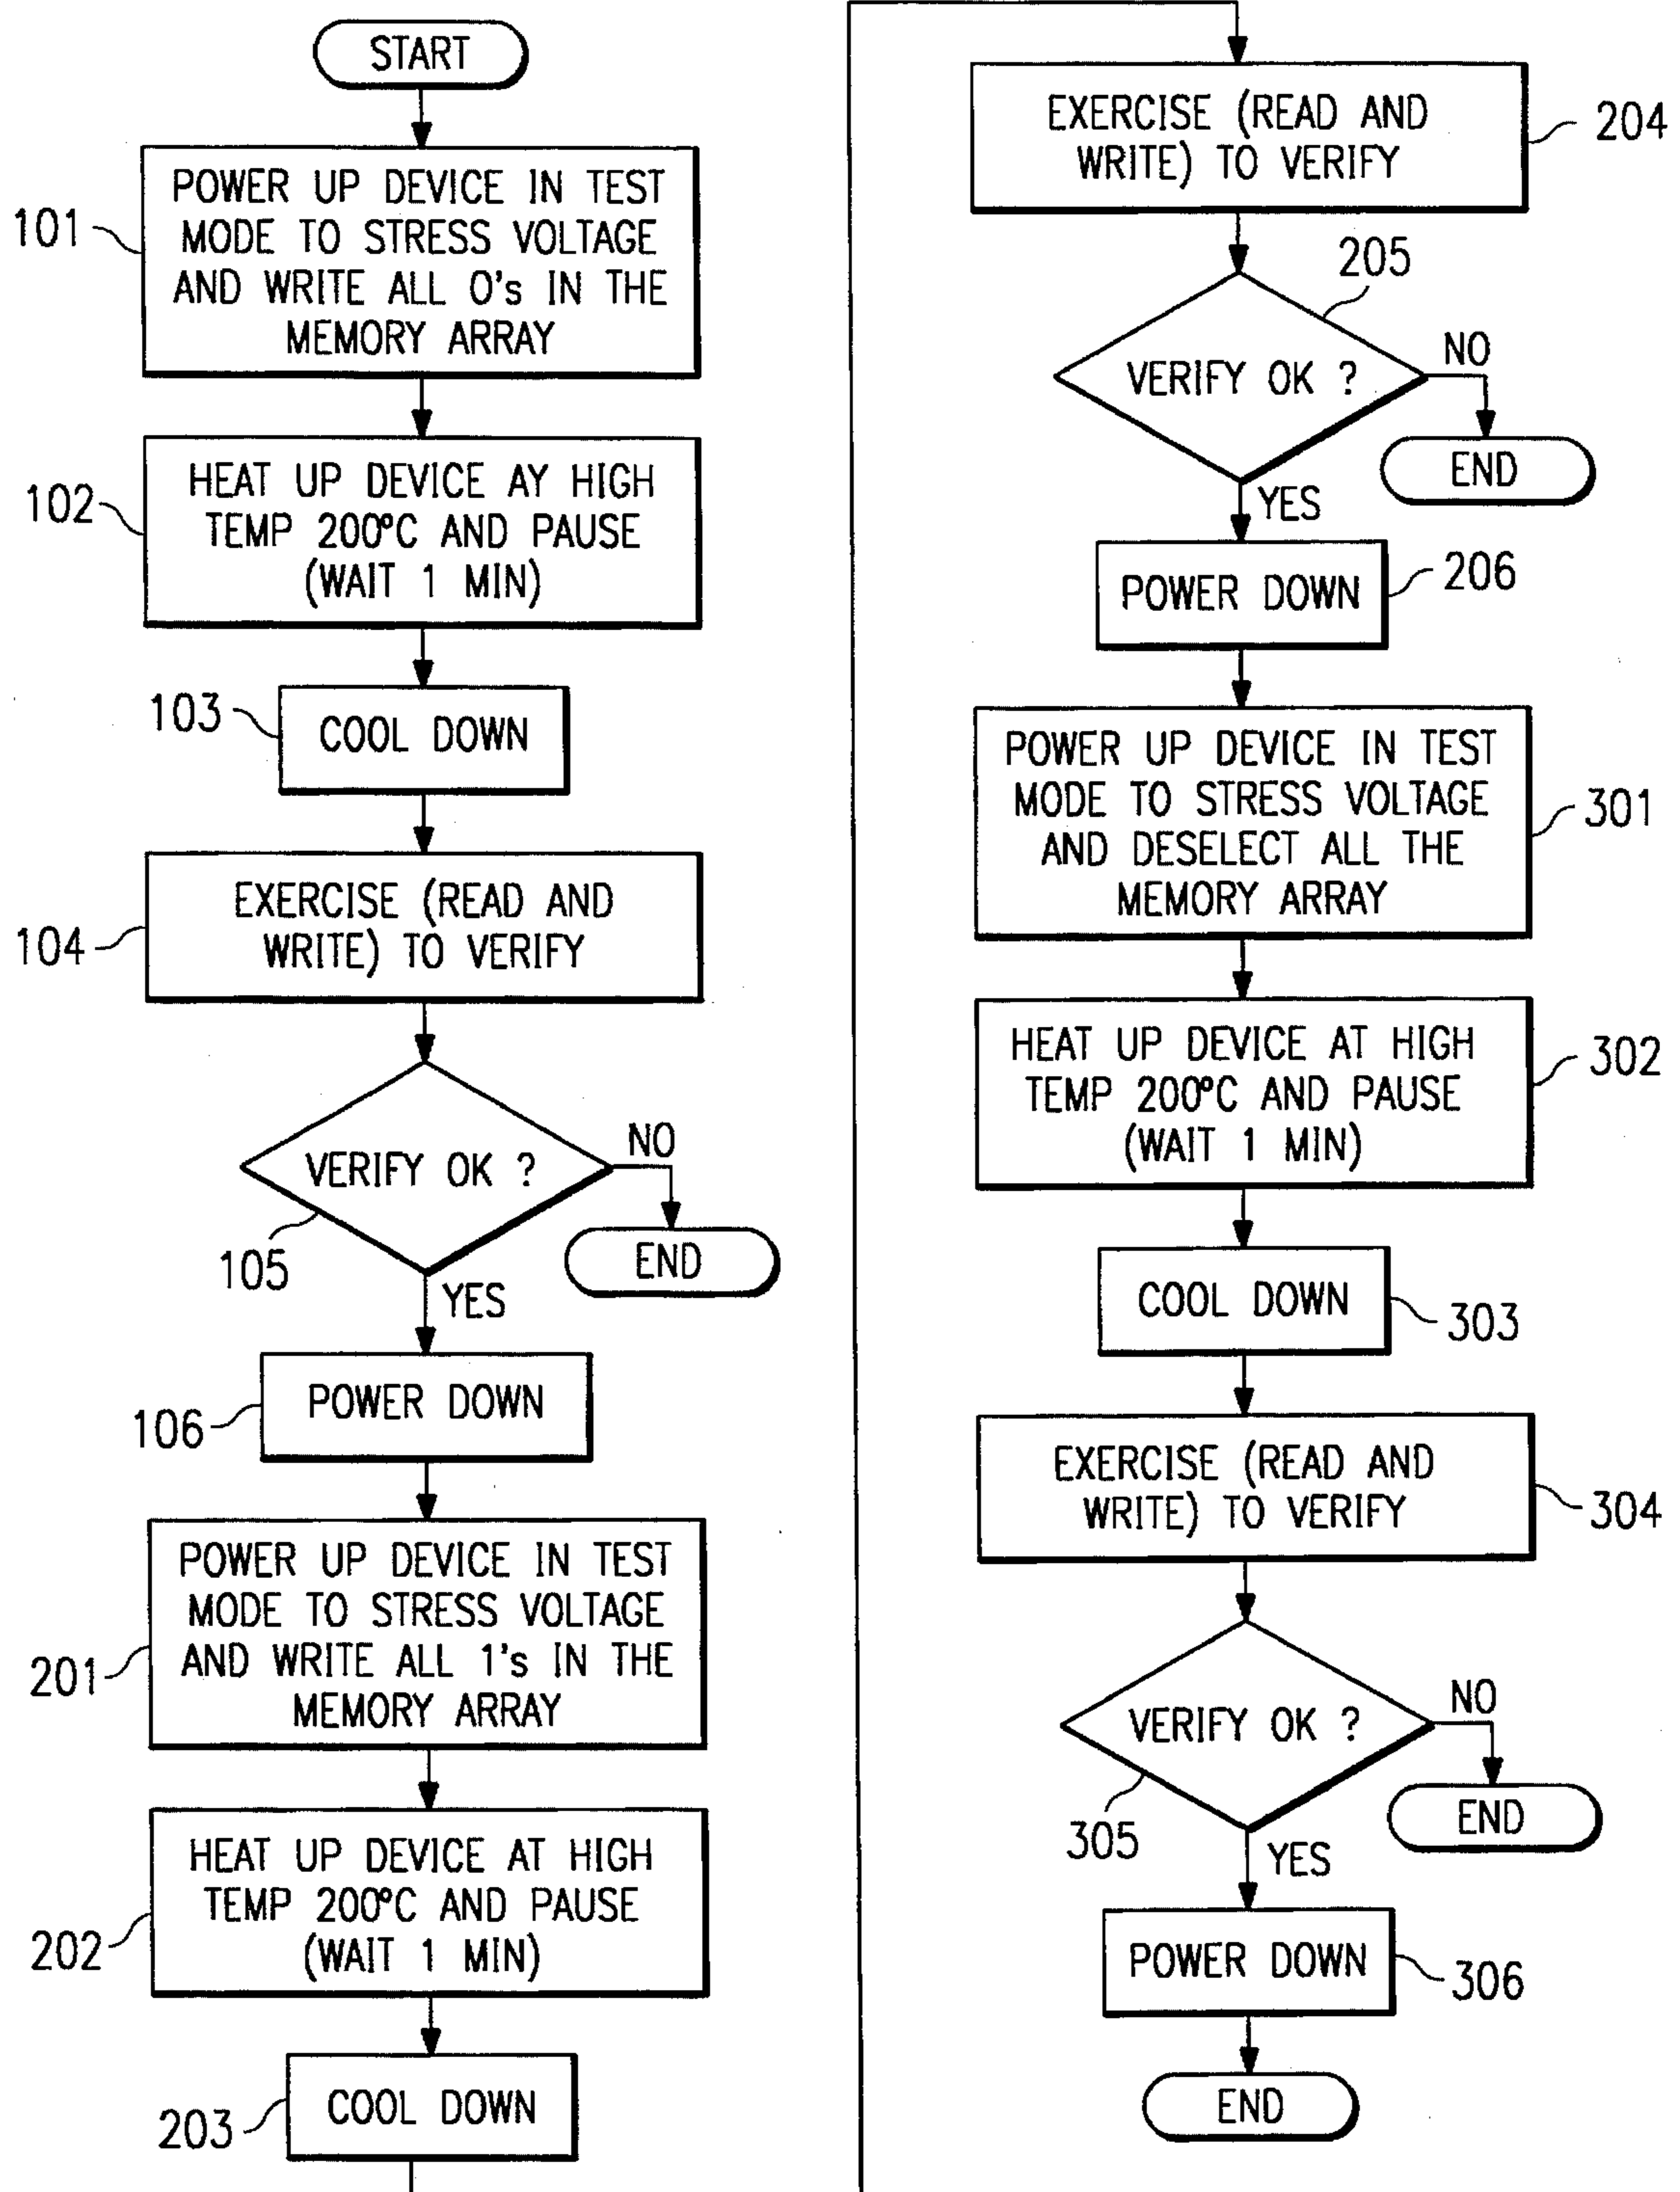 START
101
POWER UP DEVICE IN TEST
MODE TO STRESS VOLTAGE
AND WRITE ALL 0's IN THE
MEMORY ARRAY
102
HEAT UP DEVICE AY HIGH
TEMP 200°C AND PAUSE
(WAIT 1 MIN)
103
COOL DOWN
104
EXERCISE (READ AND
WRITE) TO VERIFY
VERIFY OK ?
NO
105
END
YES
106
POWER DOWN
201
POWER UP DEVICE IN TEST
MODE TO STRESS VOLTAGE
AND WRITE ALL 1's IN THE
MEMORY ARRAY
202
HEAT UP DEVICE AT HIGH
TEMP 200°C AND PAUSE
(WAIT 1 MIN)
203
COOL DOWN
EXERCISE (READ AND
WRITE) TO VERIFY
204
205
VERIFY OK ?
NO
END
YES
POWER DOWN
206
POWER UP DEVICE IN TEST
MODE TO STRESS VOLTAGE
AND DESELECT ALL THE
MEMORY ARRAY
301
HEAT UP DEVICE AT HIGH
TEMP 200°C AND PAUSE
(WAIT 1 MIN)
302
COOL DOWN
303
EXERCISE (READ AND
WRITE) TO VERIFY
304
VERIFY OK ?
NO
305
END
YES
POWER DOWN
306
END